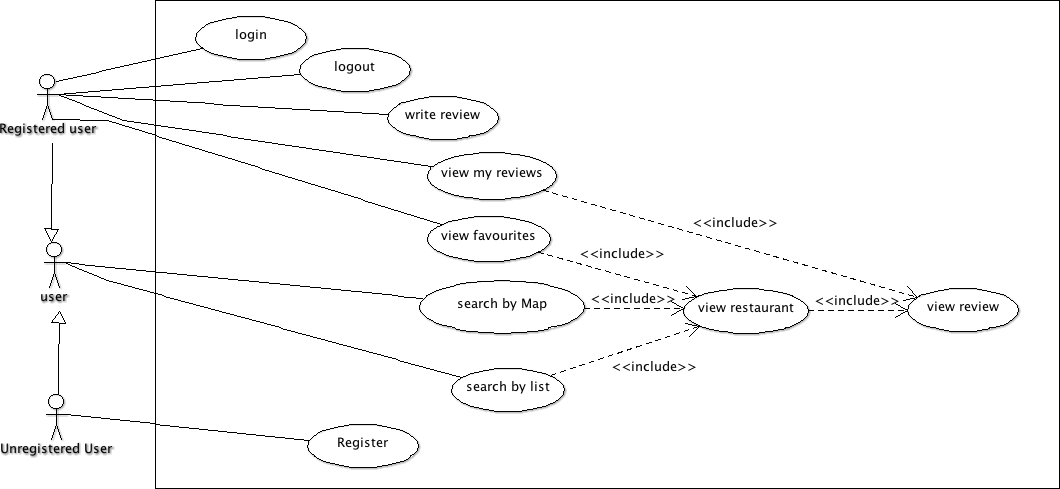 login
logout
write review
Registered user
view my reviews
<<include>>
view favourites
<<include>>
user
search by Map
<<include>>
view restaurant
<<include>>
view review
<<include>>
search by list
Register
Unregistered User